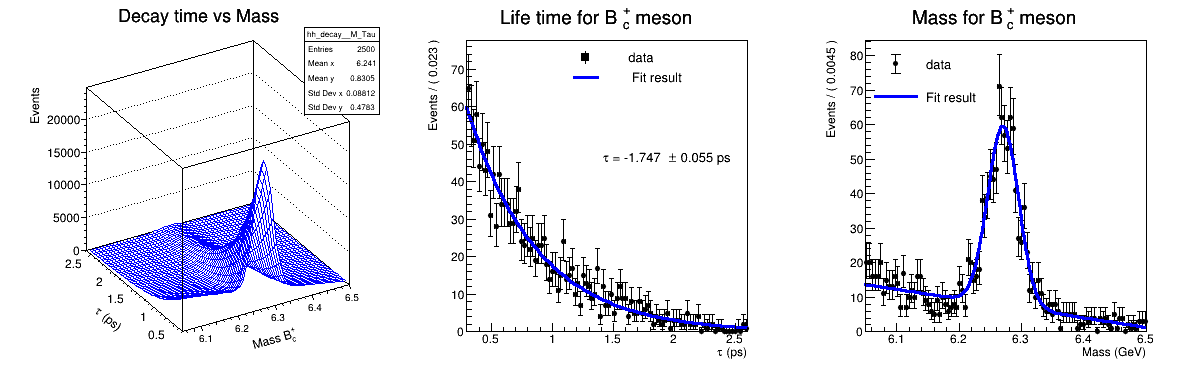 Decay time vs Mass
hh_decay__M_Tau
Entries 2500
Mean x 6.241
Mean y 0.8305
Std Dev x 0.08812
Std Dev y 0.4783
Events
20000
15000
10000
5000
0
2.5
2
1.5
1
0.5
τ (ps)
6.1
6.2
6.3
6.4
6.5
Mass B_c^+
Life time for B_c^+ meson
Events / ( 0.023 )
70
60
50
40
30
20
10
0
data
Fit result
τ = -1.747 ± 0.055 ps
0.5 1 1.5 2 2.5
τ (ps)
Mass for B_c^+ meson
Events / ( 0.0045 )
80
70
60
50
40
30
20
10
0
data
Fit result
6.1 6.2 6.3 6.4 6.5
Mass (GeV)